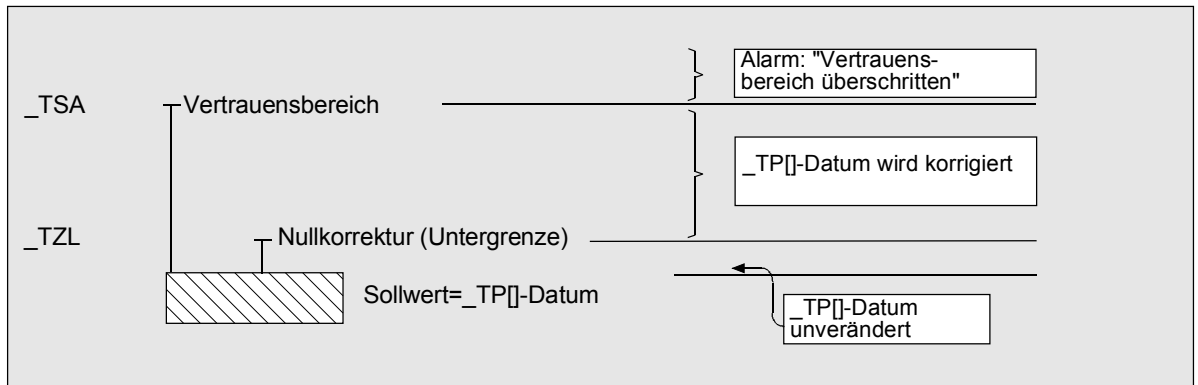 Alarm: "Vertrauens-
bereich überschritten"
_TSA
Vertrauensbereich
_TP[]-Datum wird korrigiert
_TZL
Nullkorrektur (Untergrenze)
Sollwert=_TP[]-Datum
_TP[]-Datum
unverändert